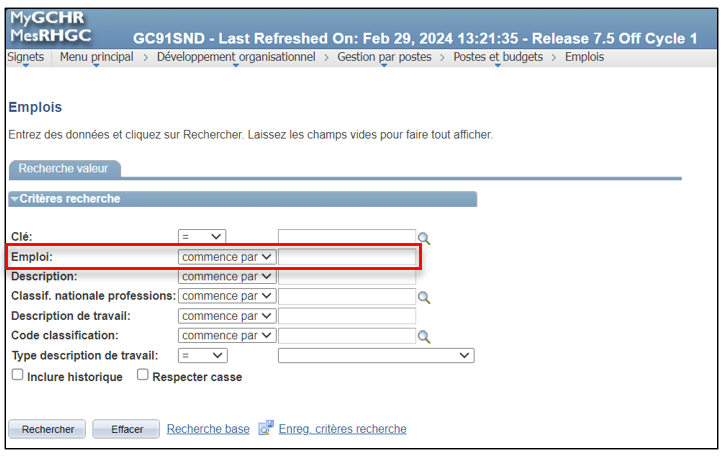 MyGCHR
MesRHGC GC91SND - Last Refreshed On: Feb 29, 2024 13:21:35 - Release 7.5 Off Cycle 1
Signets Menu principal > Développement organisationnel > Gestion par postes > Postes et budgets > Emplois
Emplois
Entrez des données et cliquez sur Rechercher. Laissez les champs vides pour faire tout afficher.
Recherche valeur
Critères recherche
Clé: =
Emploi: commence par
Description: commence par
Classif. nationale professions: commence par
Description de travail: commence par
Code classification: commence par
Type description de travail: =
Inclure historique Respecter casse
Rechercher Effacer Recherche base Enreg. critères recherche